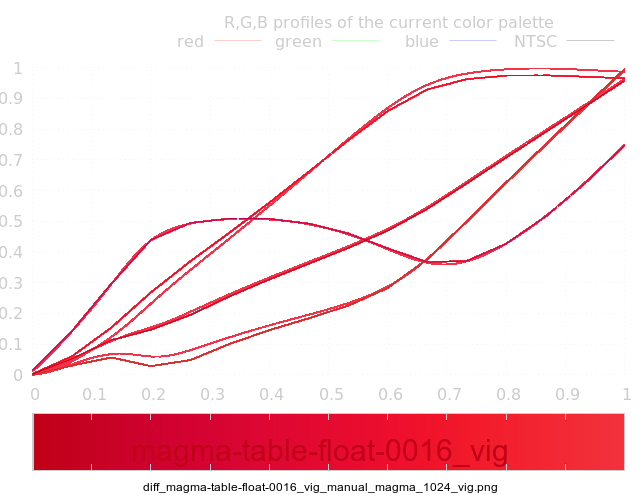 R,G,B profiles of the current color palette
red green blue NTSC
1
0.9
0.8
0.7
0.6
0.5
0.4
0.3
0.2
0.1
0
0 0.1 0.2 0.3 0.4 0.5 0.6 0.7 0.8 0.9 1
magma-table-float-0016_vig
diff_magma-table-float-0016_vig_manual_magma_1024_vig.png